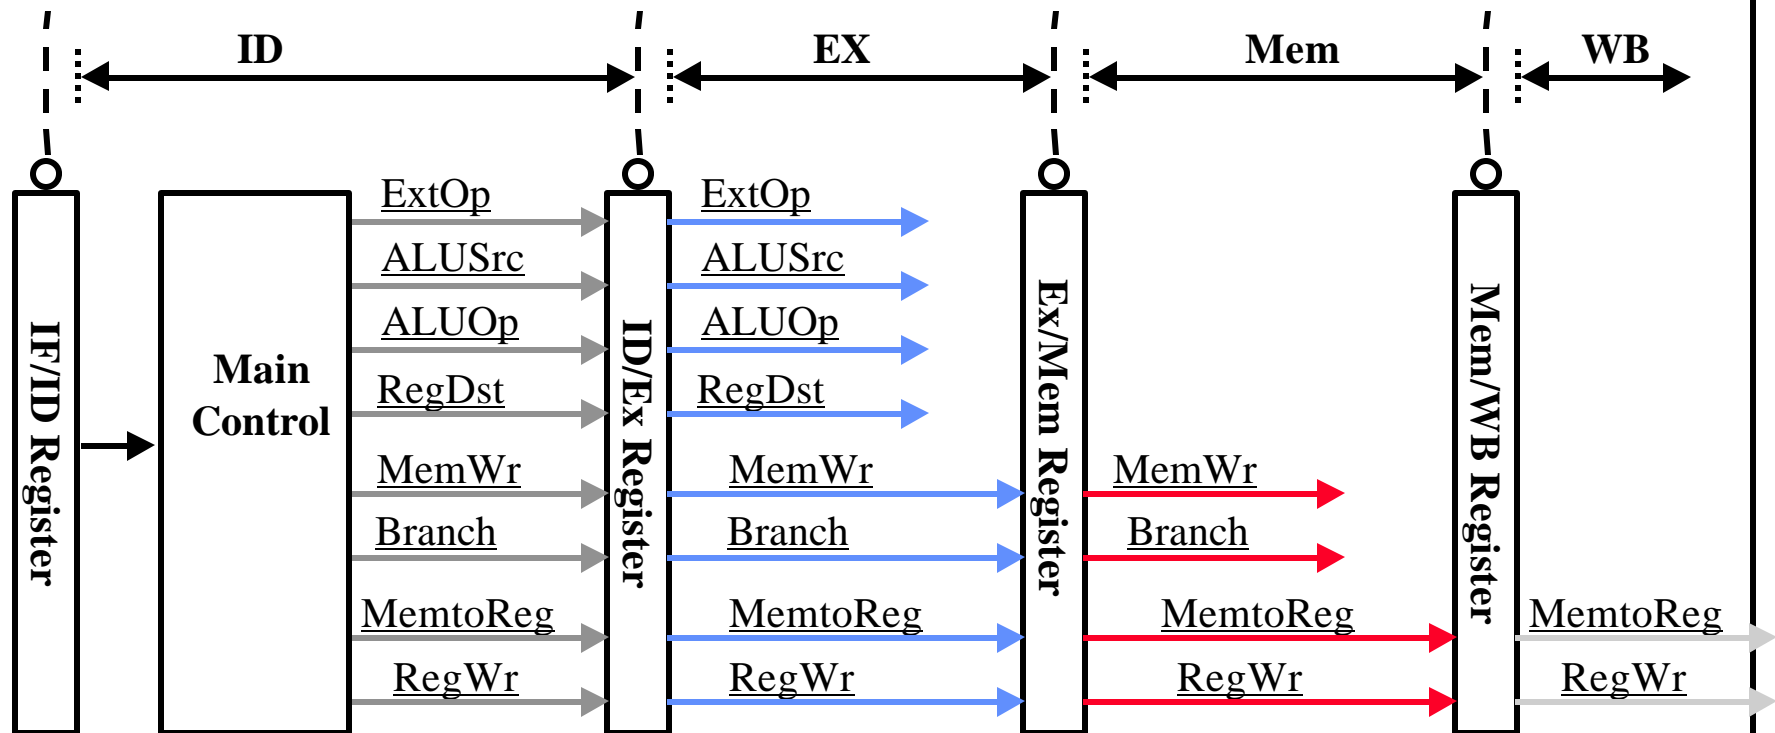 ID
EX
Mem
WB
ExtOp
ExtOp
ALUSrc
ALUSrc
ALUOp
ALUOp
Main
Control
RegDst
RegDst
MemWr
MemWr
MemWr
Branch
Branch
Branch
MemtoReg
MemtoReg
MemtoReg
MemtoReg
RegWr
RegWr
RegWr
RegWr
IF/ID Register
ID/Ex Register
Ex/Mem Register
Mem/WB Register